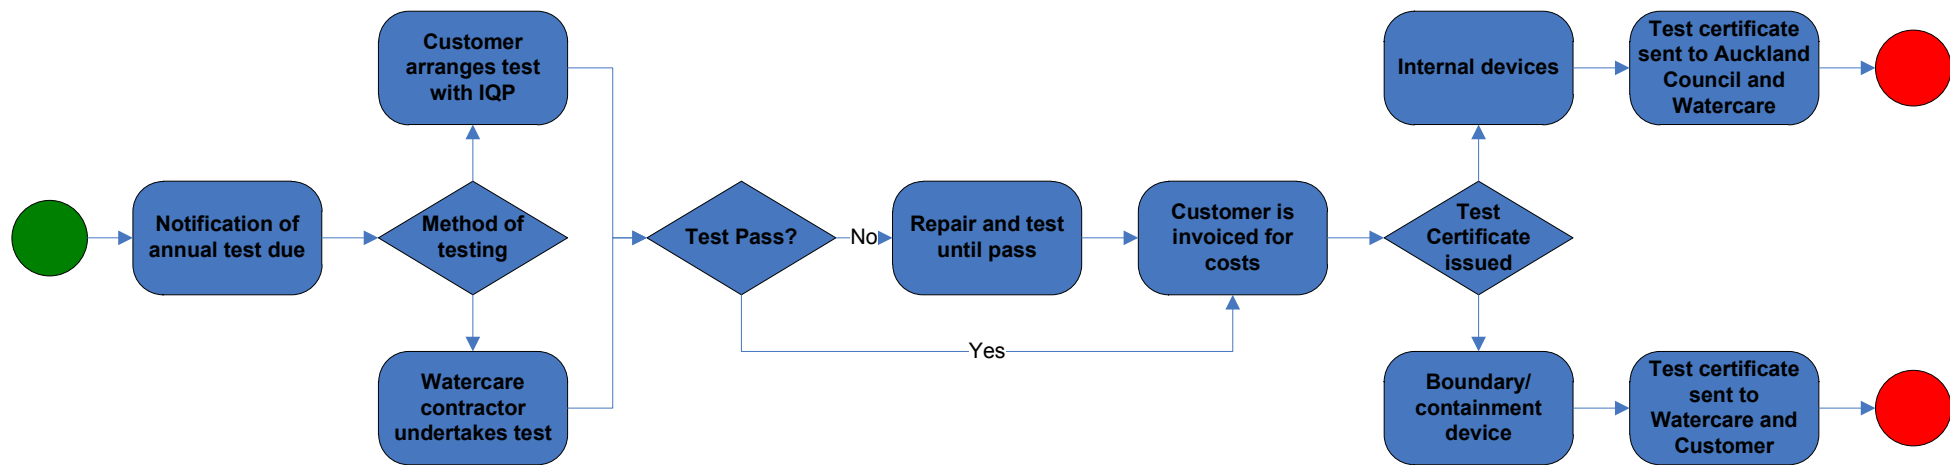 Notification of
annual test due
Method of
testing
Customer
arranges test
with IQP
Watercare
contractor
undertakes test
Test Pass?
No
Yes
Repair and test
until pass
Customer is
invoiced for
costs
Test
Certificate
issued
Internal devices
Test certificate
sent to Auckland
Council and
Watercare
Boundary/
containment
device
Test certificate
sent to
Watercare and
Customer